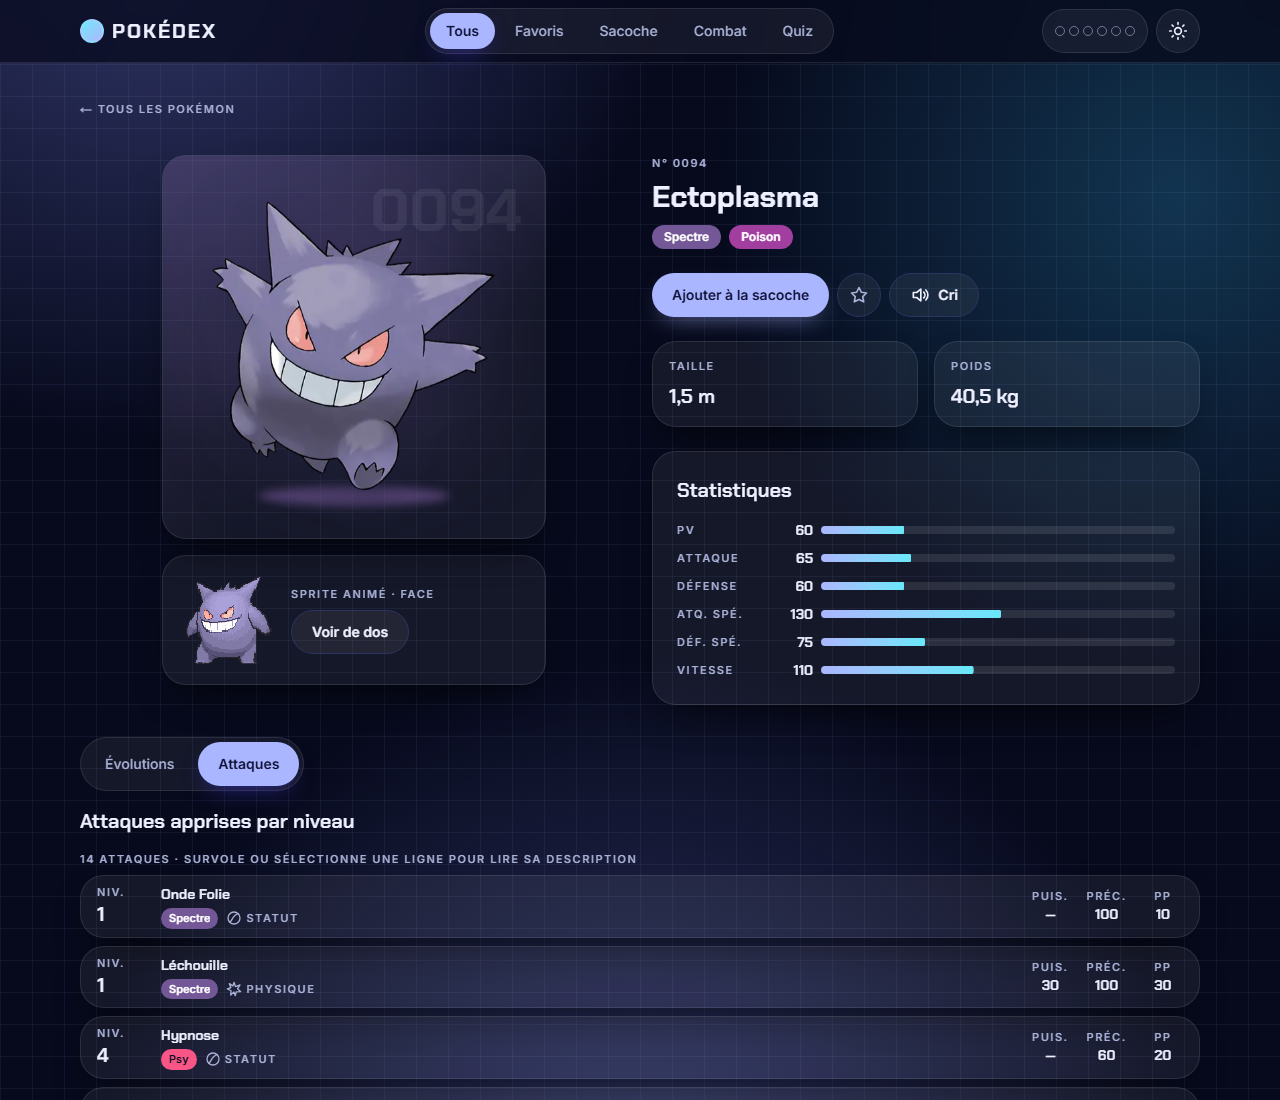 POKÉDEX
Tous Favoris Sacoche Combat Quiz
← TOUS LES POKÉMON
0094
N° 0094
Ectoplasma
Spectre Poison
Ajouter à la sacoche Cri
TAILLE
1,5 m
POIDS
40,5 kg
SPRITE ANIMÉ · FACE
Voir de dos
Statistiques
PV 60
ATTAQUE 65
DÉFENSE 60
ATQ. SPÉ. 130
DÉF. SPÉ. 75
VITESSE 110
Évolutions Attaques
Attaques apprises par niveau
14 ATTAQUES · SURVOLE OU SÉLECTIONNE UNE LIGNE POUR LIRE SA DESCRIPTION
NIV. Onde Folie PUIS. PRÉC. PP
1 Spectre STATUT — 100 10
NIV. Léchouille PUIS. PRÉC. PP
1 Spectre PHYSIQUE 30 100 30
NIV. Hypnose PUIS. PRÉC. PP
4 Psy STATUT — 60 20